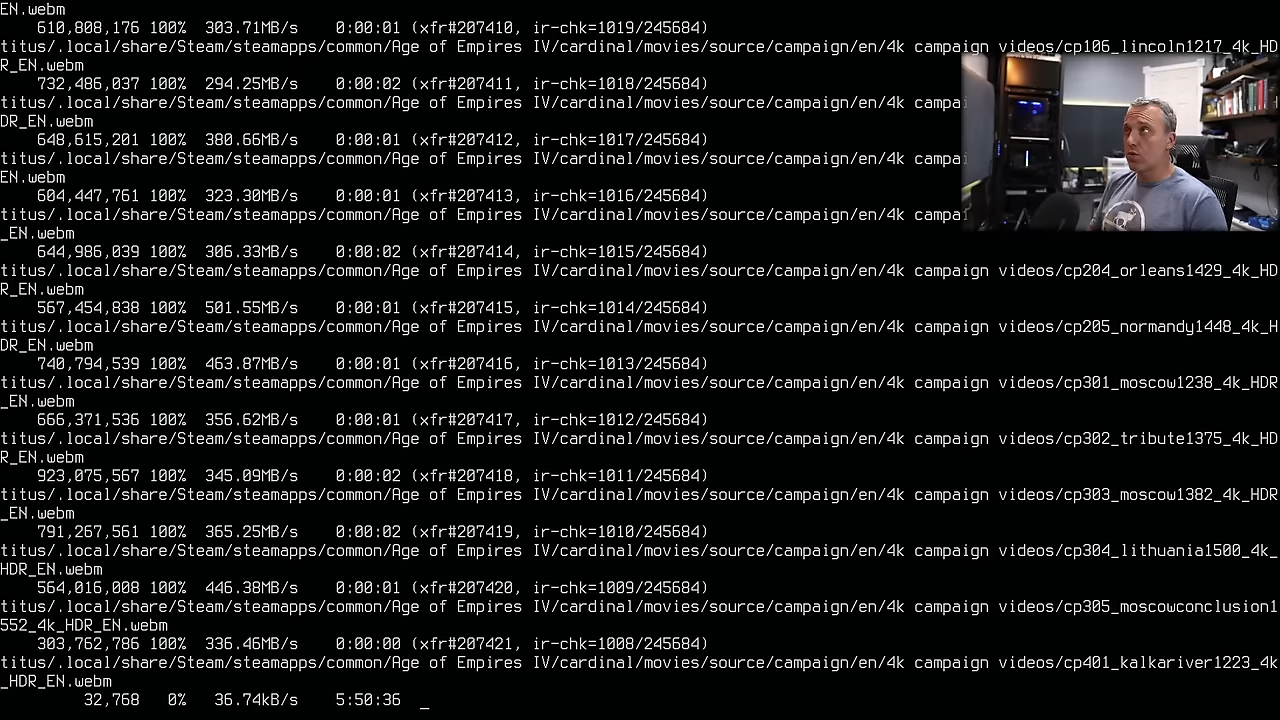 EN.webm
610,808,176 100% 303.71MB/s 0:00:01 (xfr#207410, ir-chk=1019/245684)
titus/.local/share/Steam/steamapps/common/Age of Empires IV/cardinal/movies/source/campaign/en/4k campaign videos/cp106_lincoln1217_4k_HD
R_EN.webm
732,486,037 100% 294.25MB/s 0:00:02 (xfr#207411, ir-chk=1018/245684)
titus/.local/share/Steam/steamapps/common/Age of Empires IV/cardinal/movies/source/campaign/en/4k campa
DR_EN.webm
648,615,201 100% 380.66MB/s 0:00:01 (xfr#207412, ir-chk=1017/245684)
titus/.local/share/Steam/steamapps/common/Age of Empires IV/cardinal/movies/source/campaign/en/4k campa
EN.webm
604,447,761 100% 323.30MB/s 0:00:01 (xfr#207413, ir-chk=1016/245684)
titus/.local/share/Steam/steamapps/common/Age of Empires IV/cardinal/movies/source/campaign/en/4k campa
_EN.webm
644,986,039 100% 306.33MB/s 0:00:02 (xfr#207414, ir-chk=1015/245684)
titus/.local/share/Steam/steamapps/common/Age of Empires IV/cardinal/movies/source/campaign/en/4k campaign videos/cp204_orleans1429_4k_HD
R_EN.webm
567,454,838 100% 501.55MB/s 0:00:01 (xfr#207415, ir-chk=1014/245684)
titus/.local/share/Steam/steamapps/common/Age of Empires IV/cardinal/movies/source/campaign/en/4k campaign videos/cp205_normandy1448_4k_H
DR_EN.webm
740,794,539 100% 463.87MB/s 0:00:01 (xfr#207416, ir-chk=1013/245684)
titus/.local/share/Steam/steamapps/common/Age of Empires IV/cardinal/movies/source/campaign/en/4k campaign videos/cp301_moscow1238_4k_HDR
_EN.webm
666,371,536 100% 356.62MB/s 0:00:01 (xfr#207417, ir-chk=1012/245684)
titus/.local/share/Steam/steamapps/common/Age of Empires IV/cardinal/movies/source/campaign/en/4k campaign videos/cp302_tribute1375_4k_HD
R_EN.webm
923,075,567 100% 345.09MB/s 0:00:02 (xfr#207418, ir-chk=1011/245684)
titus/.local/share/Steam/steamapps/common/Age of Empires IV/cardinal/movies/source/campaign/en/4k campaign videos/cp303_moscow1382_4k_HDR
_EN.webm
791,267,561 100% 365.25MB/s 0:00:02 (xfr#207419, ir-chk=1010/245684)
titus/.local/share/Steam/steamapps/common/Age of Empires IV/cardinal/movies/source/campaign/en/4k campaign videos/cp304_lithuania1500_4k_
HDR_EN.webm
564,016,008 100% 446.38MB/s 0:00:01 (xfr#207420, ir-chk=1009/245684)
titus/.local/share/Steam/steamapps/common/Age of Empires IV/cardinal/movies/source/campaign/en/4k campaign videos/cp305_moscowconclusion1
552_4k_HDR_EN.webm
303,762,786 100% 336.46MB/s 0:00:00 (xfr#207421, ir-chk=1008/245684)
titus/.local/share/Steam/steamapps/common/Age of Empires IV/cardinal/movies/source/campaign/en/4k campaign videos/cp401_kalkariver1223_4k
_HDR_EN.webm
32,768 0% 36.74kB/s 5:50:36 _